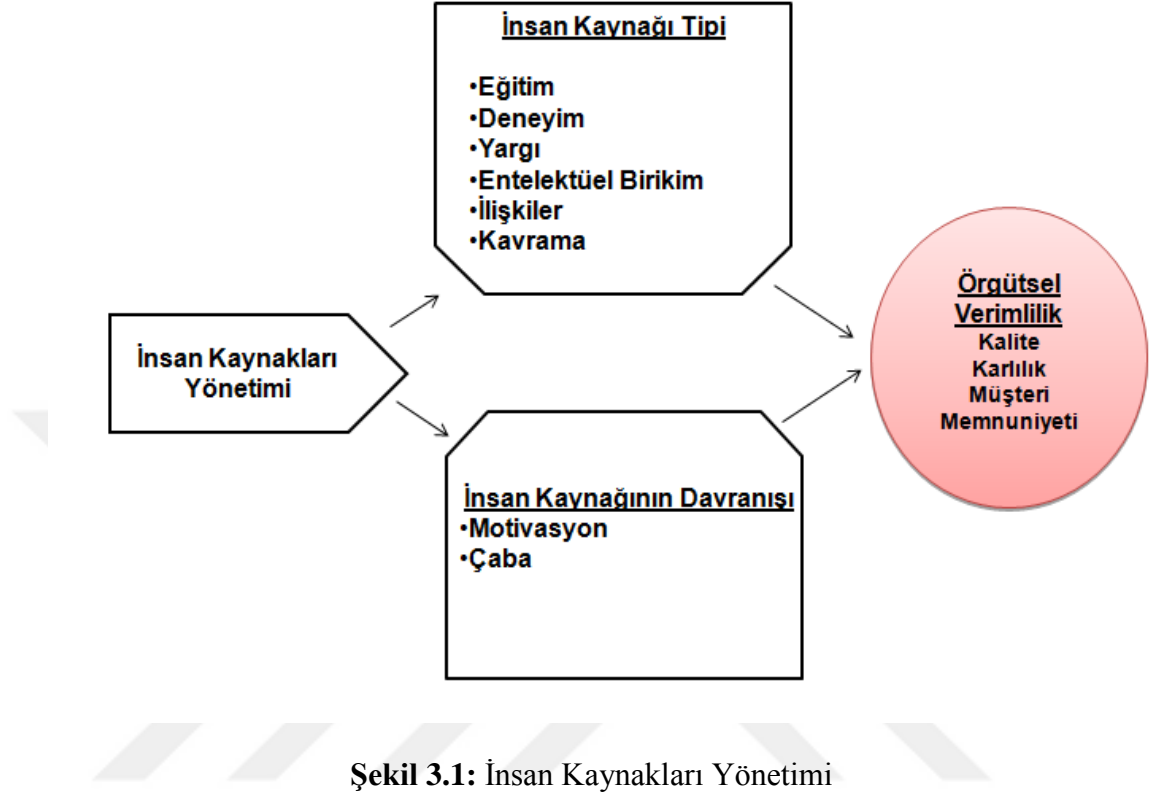 İnsan Kaynağı Tipi
•Eğitim
•Deneyim
•Yargı
•Entelektüel Birikim
•İlişkiler
•Kavrama
İnsan Kaynakları
Yönetimi
Örgütsel
Verimlilik
Kalite
Karlılık
Müşteri
Memnuniyeti
İnsan Kaynağının Davranışı
•Motivasyon
•Çaba
Şekil 3.1: İnsan Kaynakları Yönetimi